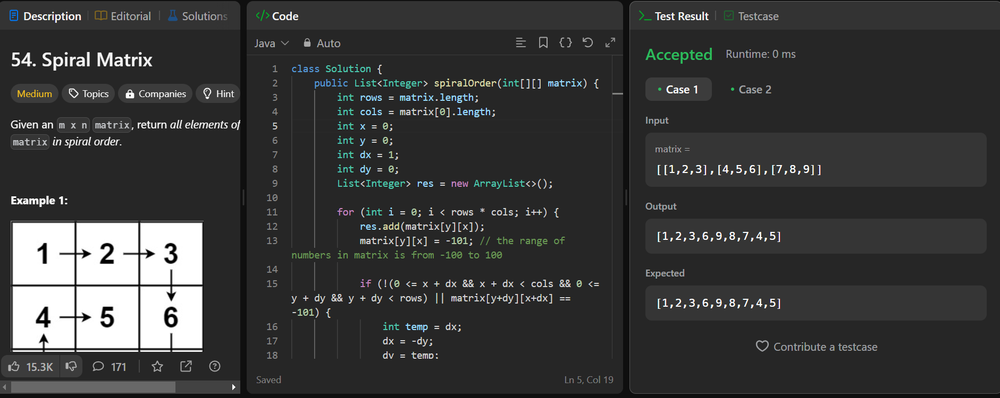 Description
Editorial
Solutions
54. Spiral Matrix
Medium
Topics
Companies
Hint
Given an m x n matrix, return all elements of
matrix in spiral order.
Example 1:
1 2 3
4 5 6
15.3K
171
</> Code
Java
Auto
1 class Solution {
2 public List<Integer> spiralOrder(int[][] matrix) {
3 int rows = matrix.length;
4 int cols = matrix[0].length;
5 int x = 0;
6 int y = 0;
7 int dx = 1;
8 int dy = 0;
9 List<Integer> res = new ArrayList<>();
10
11 for (int i = 0; i < rows * cols; i++) {
12 res.add(matrix[y][x]);
13 matrix[y][x] = -101; // the range of
numbers in matrix is from -100 to 100
14
15 if (!(0 <= x + dx && x + dx < cols && 0 <=
y + dy && y + dy < rows) || matrix[y+dy][x+dx] ==
-101) {
16 int temp = dx;
17 dx = -dy;
18 dy = temp;
Saved
Ln 5, Col 19
Test Result
Testcase
Accepted
Runtime: 0 ms
• Case 1
• Case 2
Input
matrix =
[[1,2,3],[4,5,6],[7,8,9]]
Output
[1,2,3,6,9,8,7,4,5]
Expected
[1,2,3,6,9,8,7,4,5]
Contribute a testcase